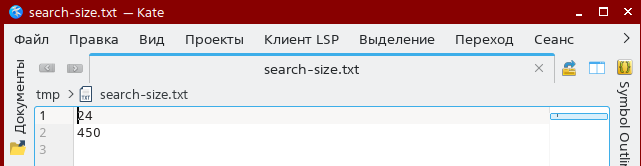 search-size.txt — Kate
Файл Правка Вид Проекты Клиент LSP Выделение Переход Сеанс
search-size.txt
tmp search-size.txt
Документы
Symbol Outlin
1 24
2 450
3